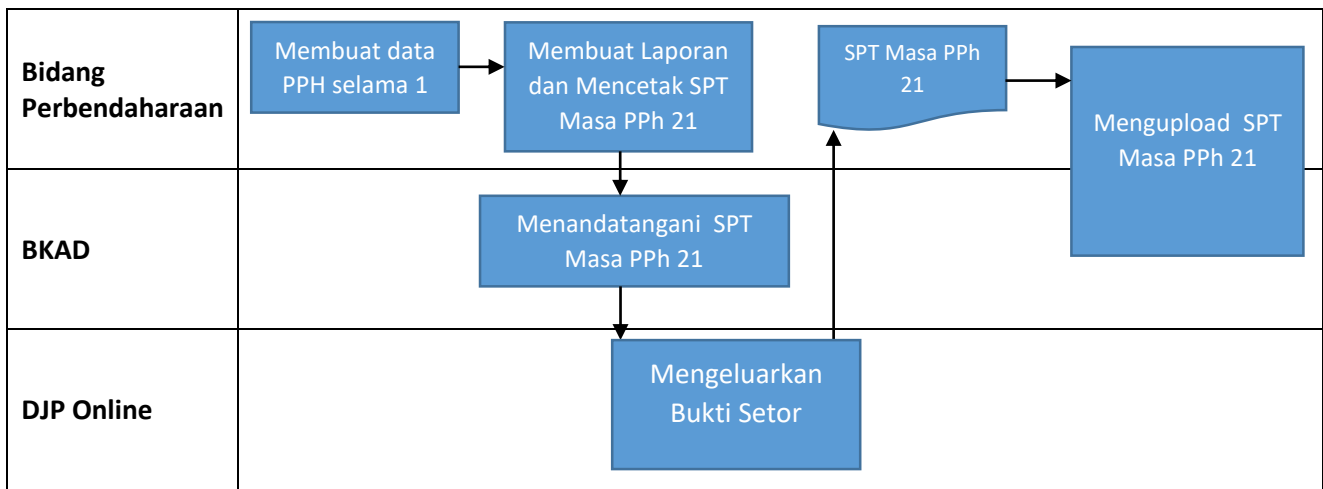 Bidang
Perbendaharaan
Membuat data
PPH selama 1
Membuat Laporan
dan Mencetak SPT
Masa PPh 21
SPT Masa PPh
21
Mengupload SPT
Masa PPh 21
BKAD
Menandatangani SPT
Masa PPh 21
DJP Online
Mengeluarkan
Bukti Setor